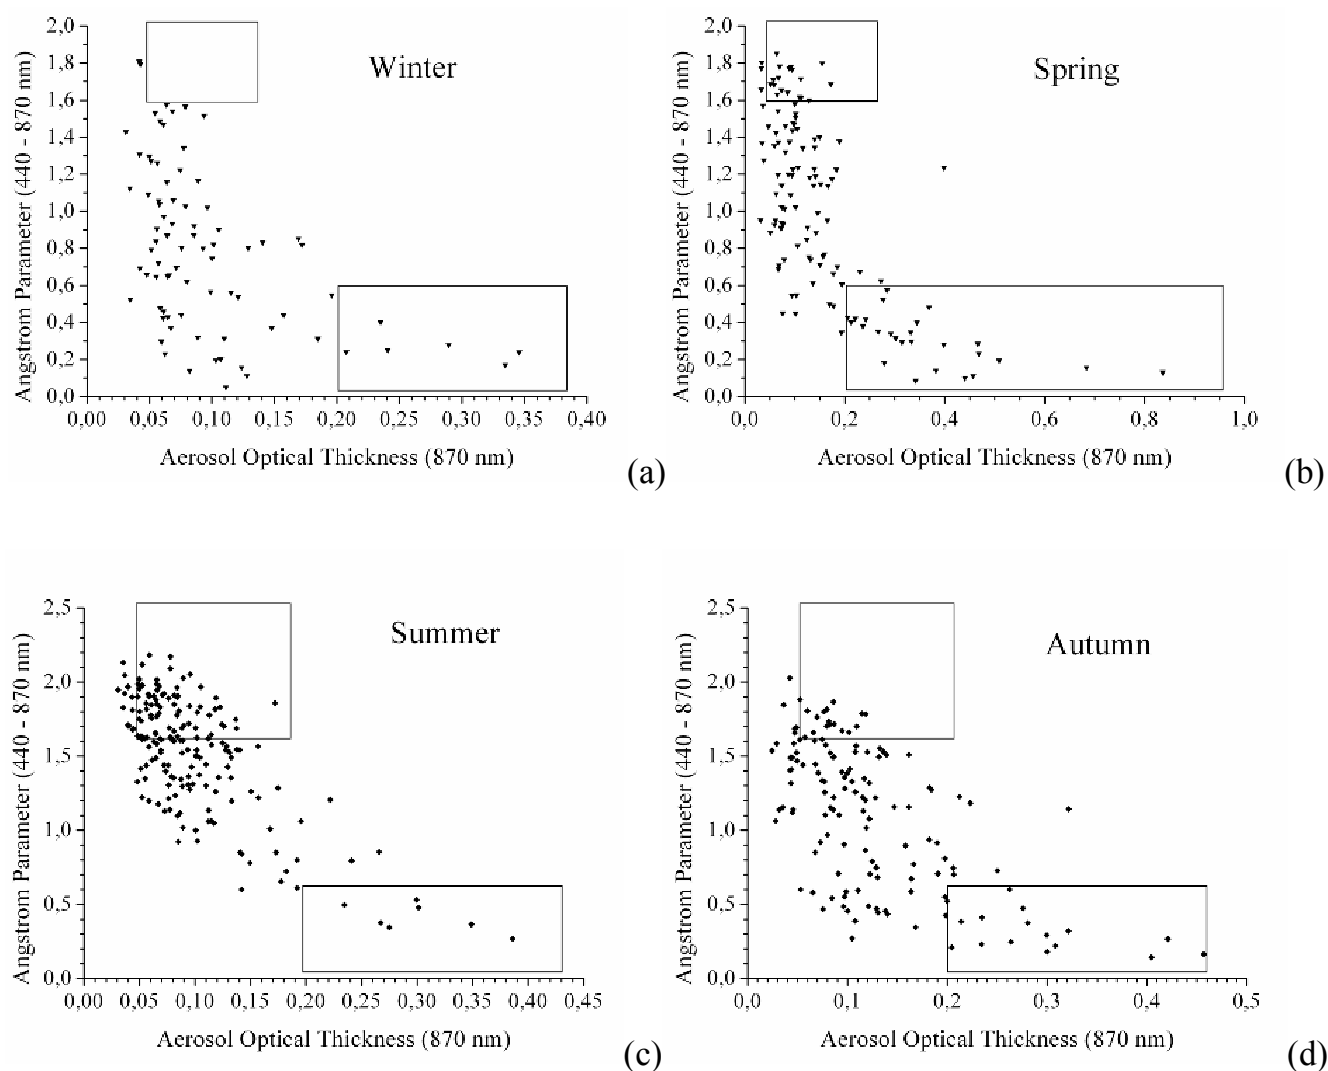 Winter
Angstrom Parameter (440 - 870 nm)
2,0
1,8
1,6
1,4
1,2
1,0
0,8
0,6
0,4
0,2
0,0
0,00 0,05 0,10 0,15 0,20 0,25 0,30 0,35 0,40
Aerosol Optical Thickness (870 nm)
(a)
Spring
Angstrom Parameter (440 - 870 nm)
2,0
1,8
1,6
1,4
1,2
1,0
0,8
0,6
0,4
0,2
0,0
0,0 0,2 0,4 0,6 0,8 1,0
Aerosol Optical Thickness (870 nm)
(b)
Summer
Angstrom Parameter (440 - 870 nm)
2,5
2,0
1,5
1,0
0,5
0,0
0,00 0,05 0,10 0,15 0,20 0,25 0,30 0,35 0,40 0,45
Aerosol Optical Thickness (870 nm)
(c)
Autumn
Angstrom Parameter (440 - 870 nm)
2,5
2,0
1,5
1,0
0,5
0,0
0,0 0,1 0,2 0,3 0,4 0,5
Aerosol Optical Thickness (870 nm)
(d)